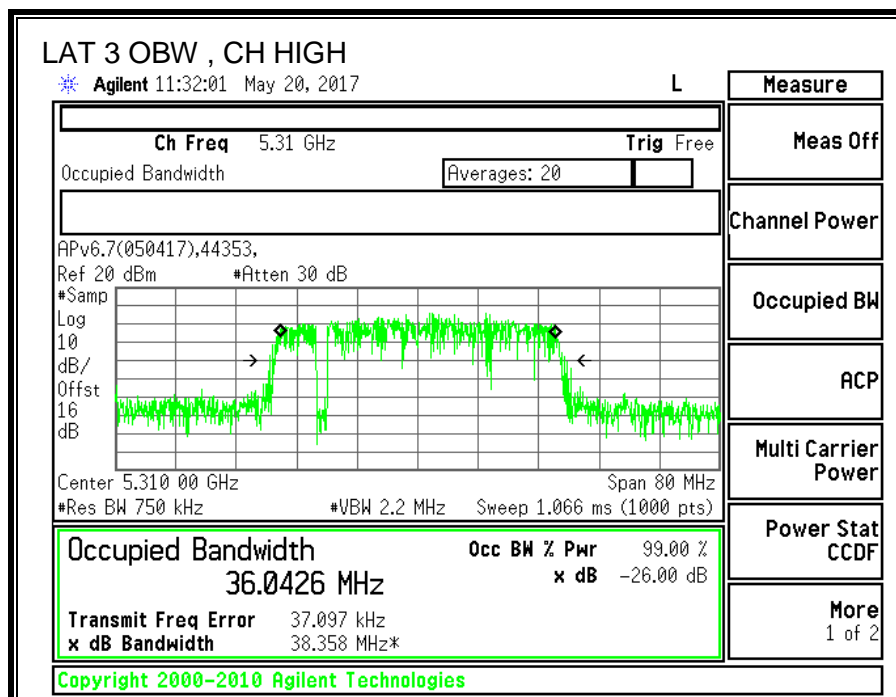 LAT 3 OBW , CH HIGH
Agilent 11:32:01 May 20, 2017 L
Measure
Ch Freq 5.31 GHz Trig Free
Meas Off
Occupied Bandwidth Averages: 20
Channel Power
APv6.7(050417),44353,
Ref 20 dBm #Atten 30 dB
#Samp
Log
10
dB/
Offst
16
dB
Occupied BW
ACP
Multi Carrier
Power
Center 5.310 00 GHz Span 80 MHz
#Res BW 750 kHz #VBW 2.2 MHz Sweep 1.066 ms (1000 pts)
Power Stat
CCDF
Occupied Bandwidth Occ BW % Pwr 99.00 %
36.0426 MHz x dB -26.00 dB
Transmit Freq Error 37.097 kHz
x dB Bandwidth 38.358 MHz*
More
1 of 2
Copyright 2000-2010 Agilent Technologies